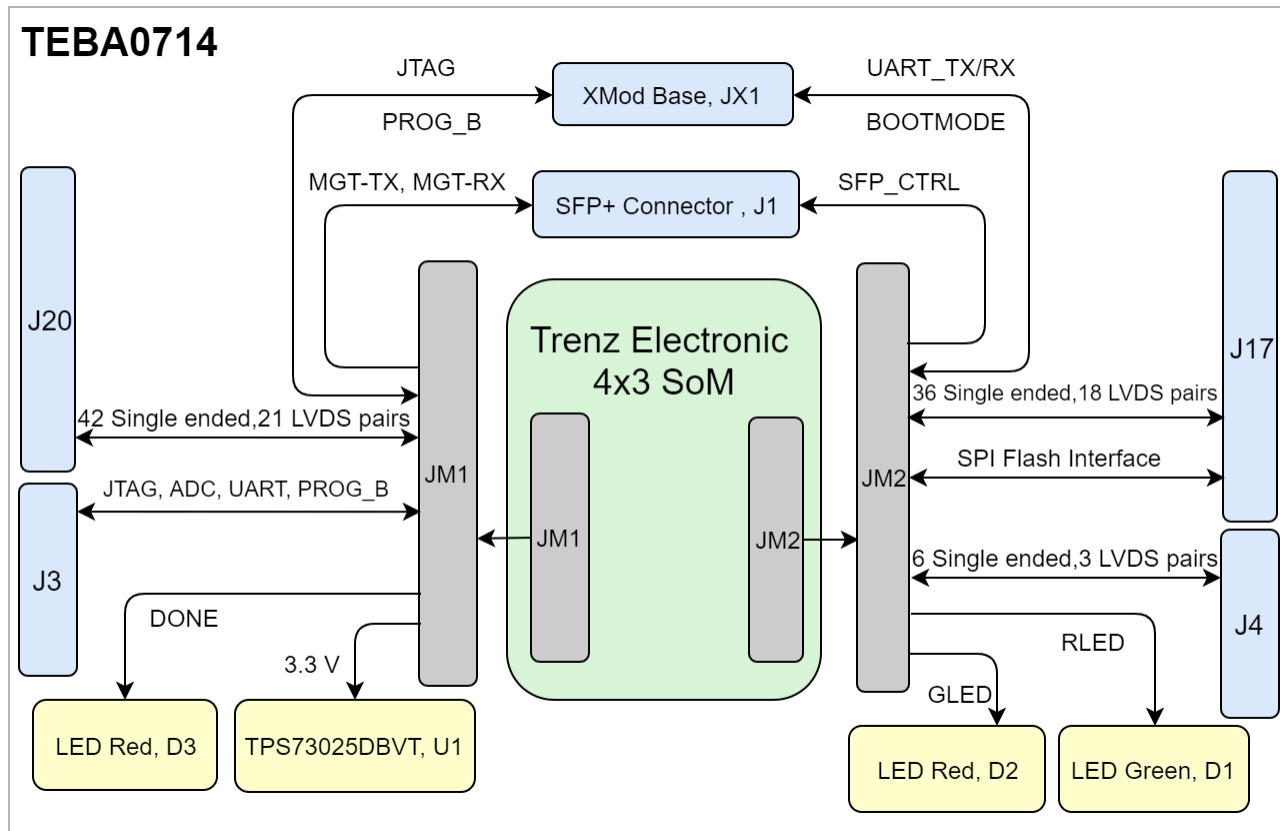 TEBA0714
JTAG
UART_TX/RX
XMod Base, JX1
PROG_B
BOOTMODE
MGT-TX, MGT-RX
SFP_CTRL
SFP+ Connector , J1
J20
Trenz Electronic
4x3 SoM
J17
42 Single ended,21 LVDS pairs
36 Single ended,18 LVDS pairs
JM1
SPI Flash Interface
JM2
JTAG, ADC, UART, PROG_B
JM1
JM2
6 Single ended,3 LVDS pairs
J3
J4
DONE
RLED
3.3 V
GLED
LED Red, D3
TPS73025DBVT, U1
LED Red, D2
LED Green, D1